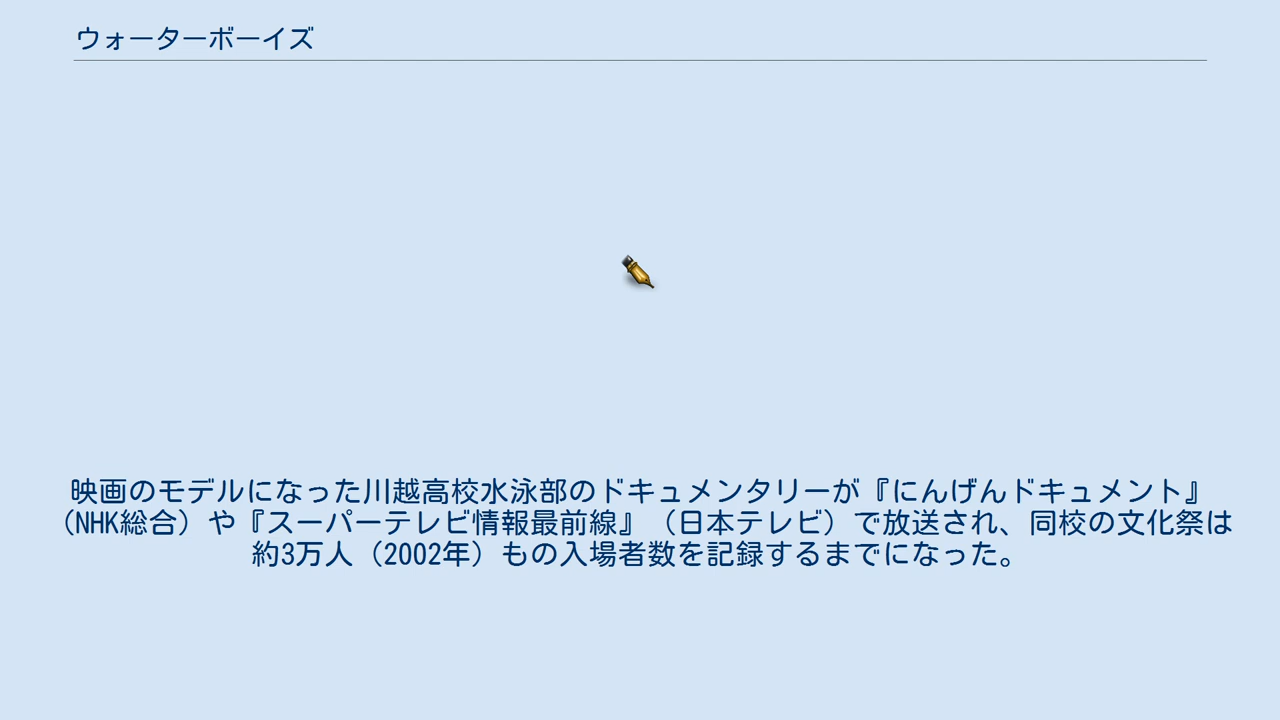 ウォーターボーイズ
映画のモデルになった川越高校水泳部のドキュメンタリーが『にんげんドキュメント』
（NHK総合）や『スーパーテレビ情報最前線』（日本テレビ）で放送され、同校の文化祭は
約3万人（2002年）もの入場者数を記録するまでになった。